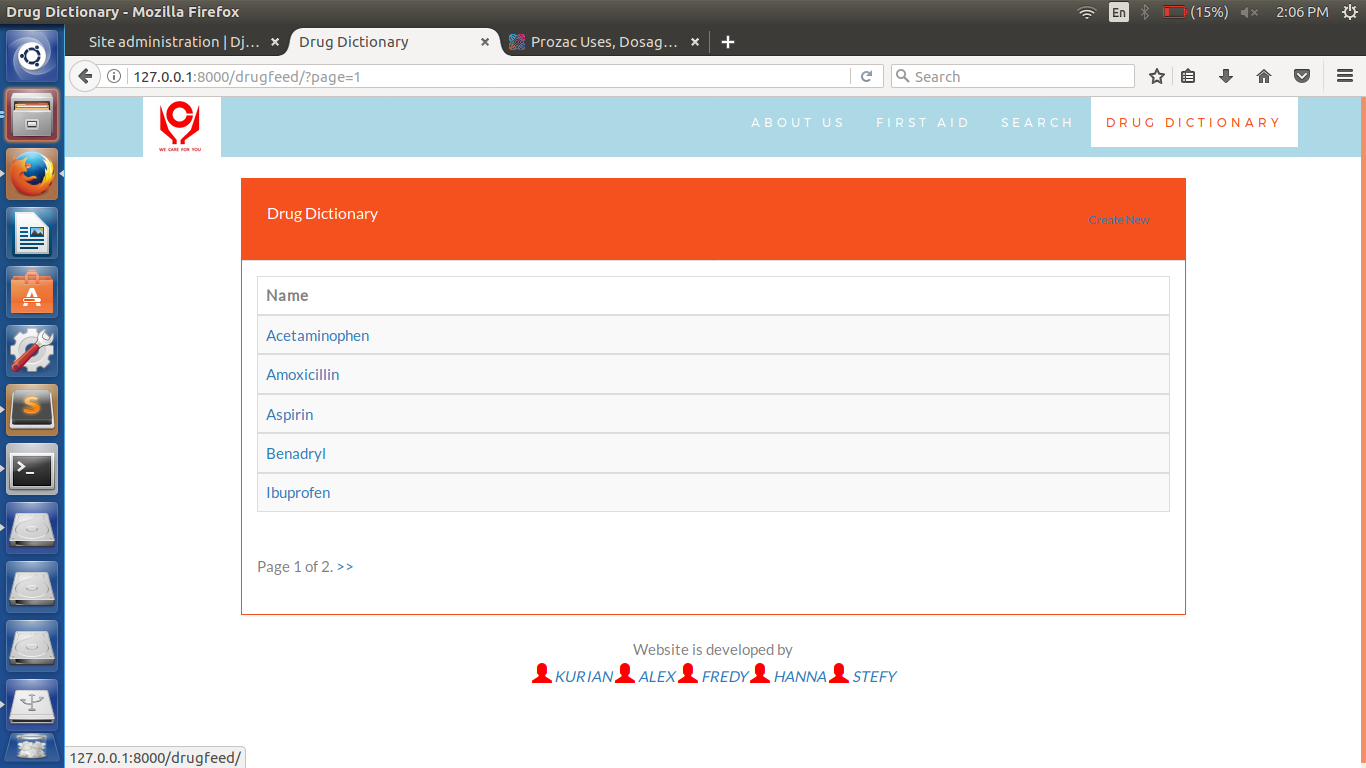 Drug Dictionary - Mozilla Firefox En (15%) 2:06 PM
Site administration | Dj... × Drug Dictionary × Prozac Uses, Dosag... × +
127.0.0.1:8000/drugfeed/?page=1 Search
WE CARE FOR YOU
ABOUT US FIRST AID SEARCH DRUG DICTIONARY
Drug Dictionary
Create New
Name
Acetaminophen
Amoxicillin
Aspirin
Benadryl
Ibuprofen
Page 1 of 2. >>
Website is developed by
KURIAN ALEX FREDY HANNA STEFY
127.0.0.1:8000/drugfeed/